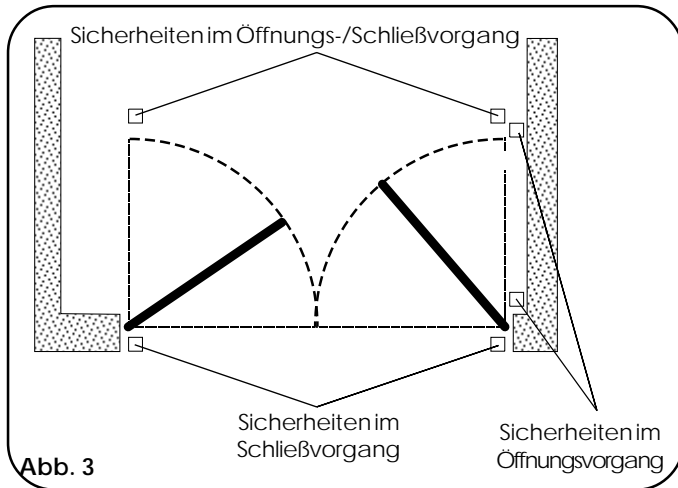 Sicherheiten im Öffnungs-/Schließvorgang
Sicherheiten im
Schließvorgang
Sicherheiten im
Öffnungsvorgang
Abb. 3